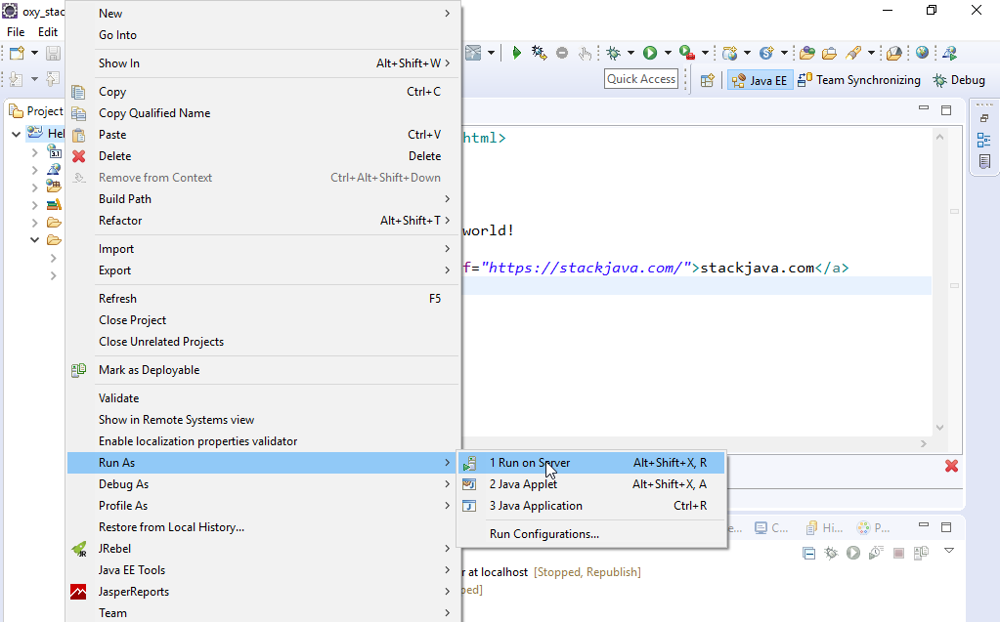 oxy_stac
File Edit
New
Go Into
Show In Alt+Shift+W
Copy Ctrl+C
Copy Qualified Name
Paste Ctrl+V
Delete Delete
Remove from Context Ctrl+Alt+Shift+Down
Build Path
Refactor Alt+Shift+T
Import
Export
Refresh F5
Close Project
Close Unrelated Projects
Mark as Deployable
Validate
Show in Remote Systems view
Enable localization properties validator
Run As
Debug As
Profile As
Restore from Local History...
JRebel
Java EE Tools
JasperReports
Team
1 Run on Server Alt+Shift+X, R
2 Java Applet Alt+Shift+X, A
3 Java Application Ctrl+R
Run Configurations...
Quick Access
Java EE
Team Synchronizing
Debug
Project
Hel
html>
world!
f="https://stackjava.com/">stackjava.com</a>
e... C... Hi... P...
r at localhost [Stopped, Republish]
ped]